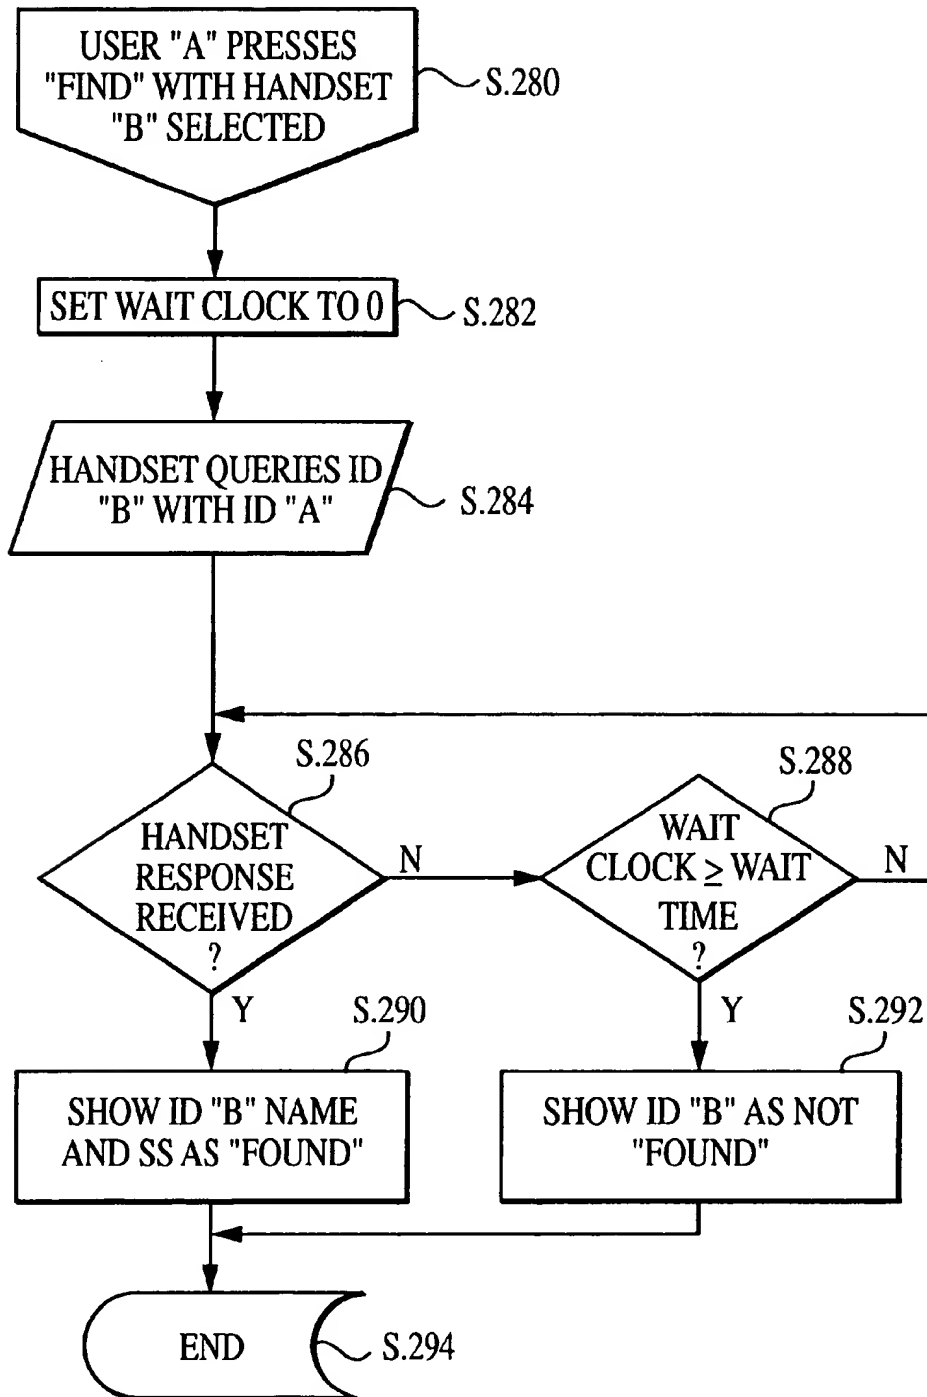 USER "A" PRESSES
"FIND" WITH HANDSET
"B" SELECTED
S.280
SET WAIT CLOCK TO 0
S.282
HANDSET QUERIES ID
"B" WITH ID "A"
S.284
S.286
HANDSET
RESPONSE
RECEIVED
?
N
Y
S.288
WAIT
CLOCK ≥ WAIT
TIME
?
N
Y
S.290
SHOW ID "B" NAME
AND SS AS "FOUND"
S.292
SHOW ID "B" AS NOT
"FOUND"
END
S.294